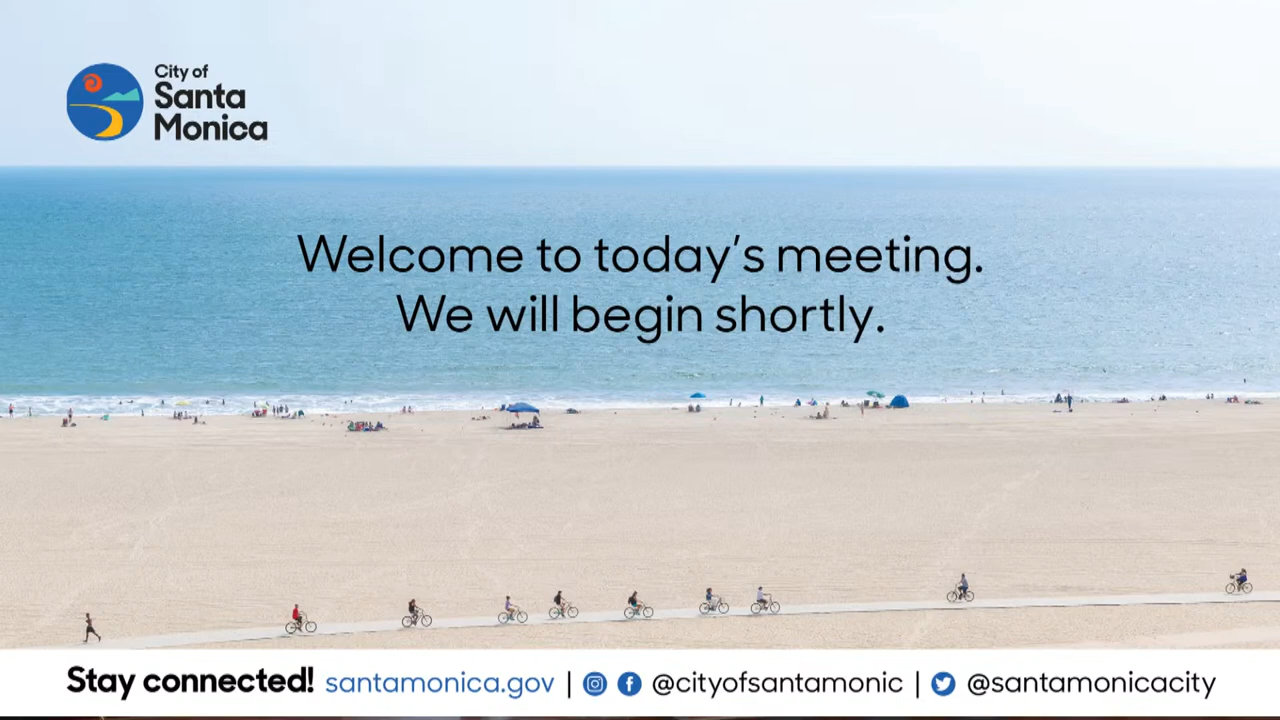 City of
Santa
Monica
Welcome to today's meeting.
We will begin shortly.
Stay connected! santamonica.gov | @cityofsantamonic | @santamonicacity